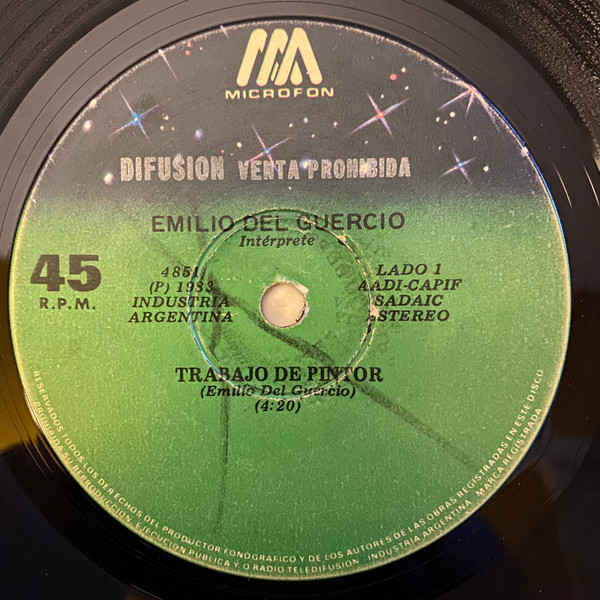 MICROFON
DIFUSION VENTA PROHIBIDA
EMILIO DEL GUERCIO
Intérprete
45
R.P.M.
4851
(P) 1983
INDUSTRIA
ARGENTINA
LADO 1
AADI-CAPIF
SADAIC
ESTEREO
TRABAJO DE PINTOR
(Emilio Del Guercio)
(4:20)
RESERVADOS TODOS LOS DERECHOS DEL PRODUCTOR FONOGRAFICO Y DE LOS AUTORES DE LAS OBRAS REGISTRADAS EN ESTE DISCO
PROHIBIDA SU REPRODUCCION, EJECUCION PUBLICA Y O RADIO TELEDIFUSION INDUSTRIA ARGENTINA MARCA REGISTRADA